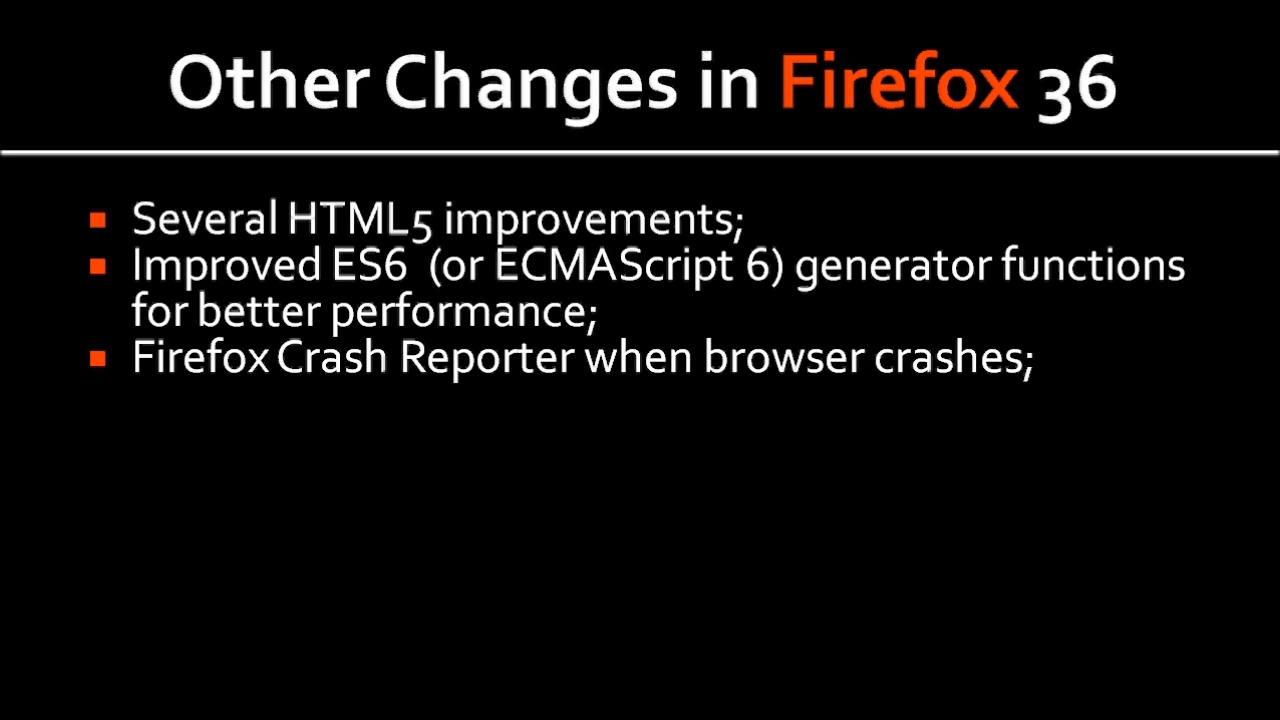 Other Changes in Firefox 36
Several HTML5 improvements;
Improved ES6 (or ECMAScript 6) generator functions
for better performance;
Firefox Crash Reporter when browser crashes;